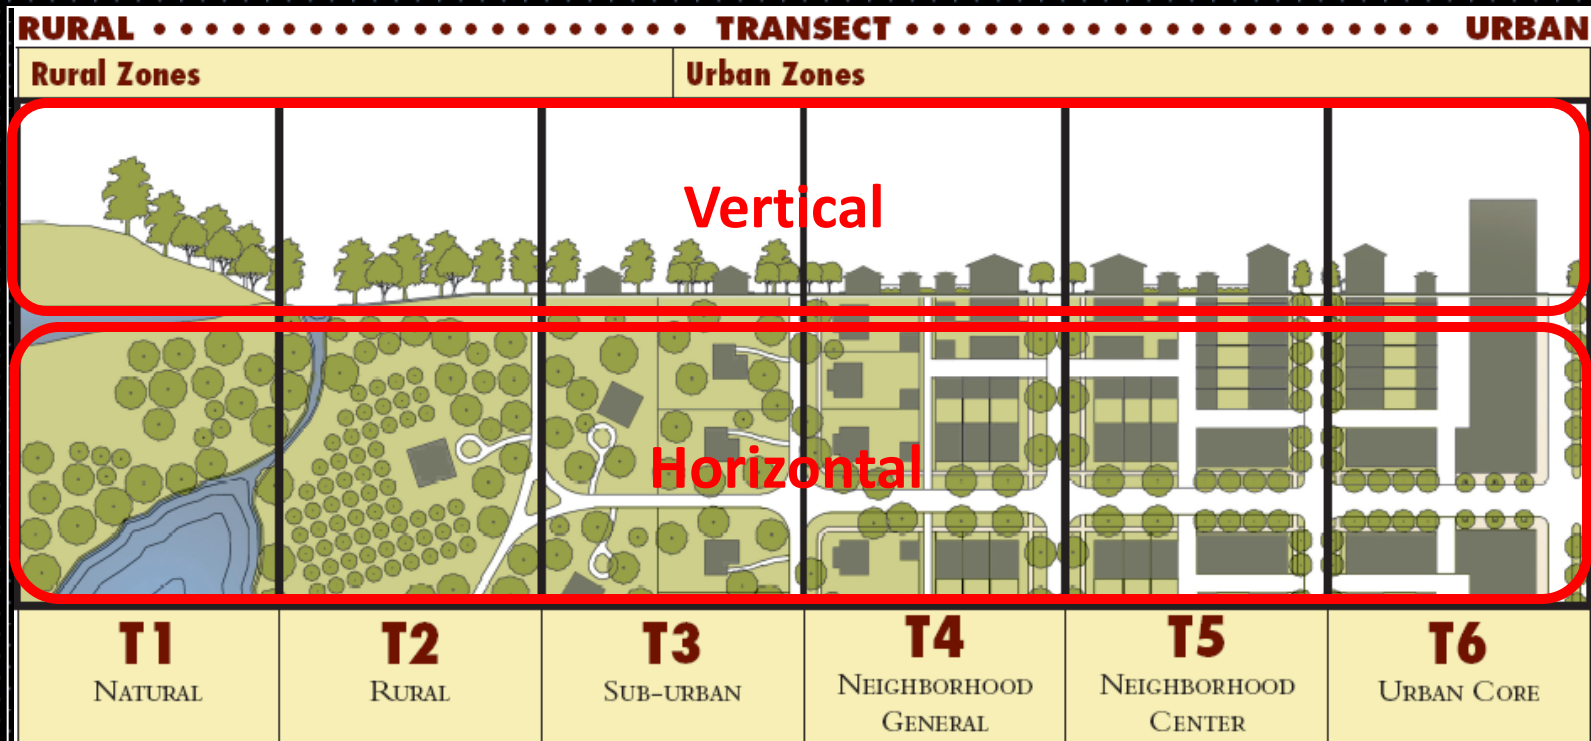 RURAL • • • • • • • • • • • • • • • • • • • • • TRANSECT • • • • • • • • • • • • • • • • • • • • • URBAN
Rural Zones Urban Zones
Vertical
Horizontal
T1 T2 T3 T4 T5 T6
NATURAL RURAL SUB-URBAN NEIGHBORHOOD GENERAL NEIGHBORHOOD CENTER URBAN CORE